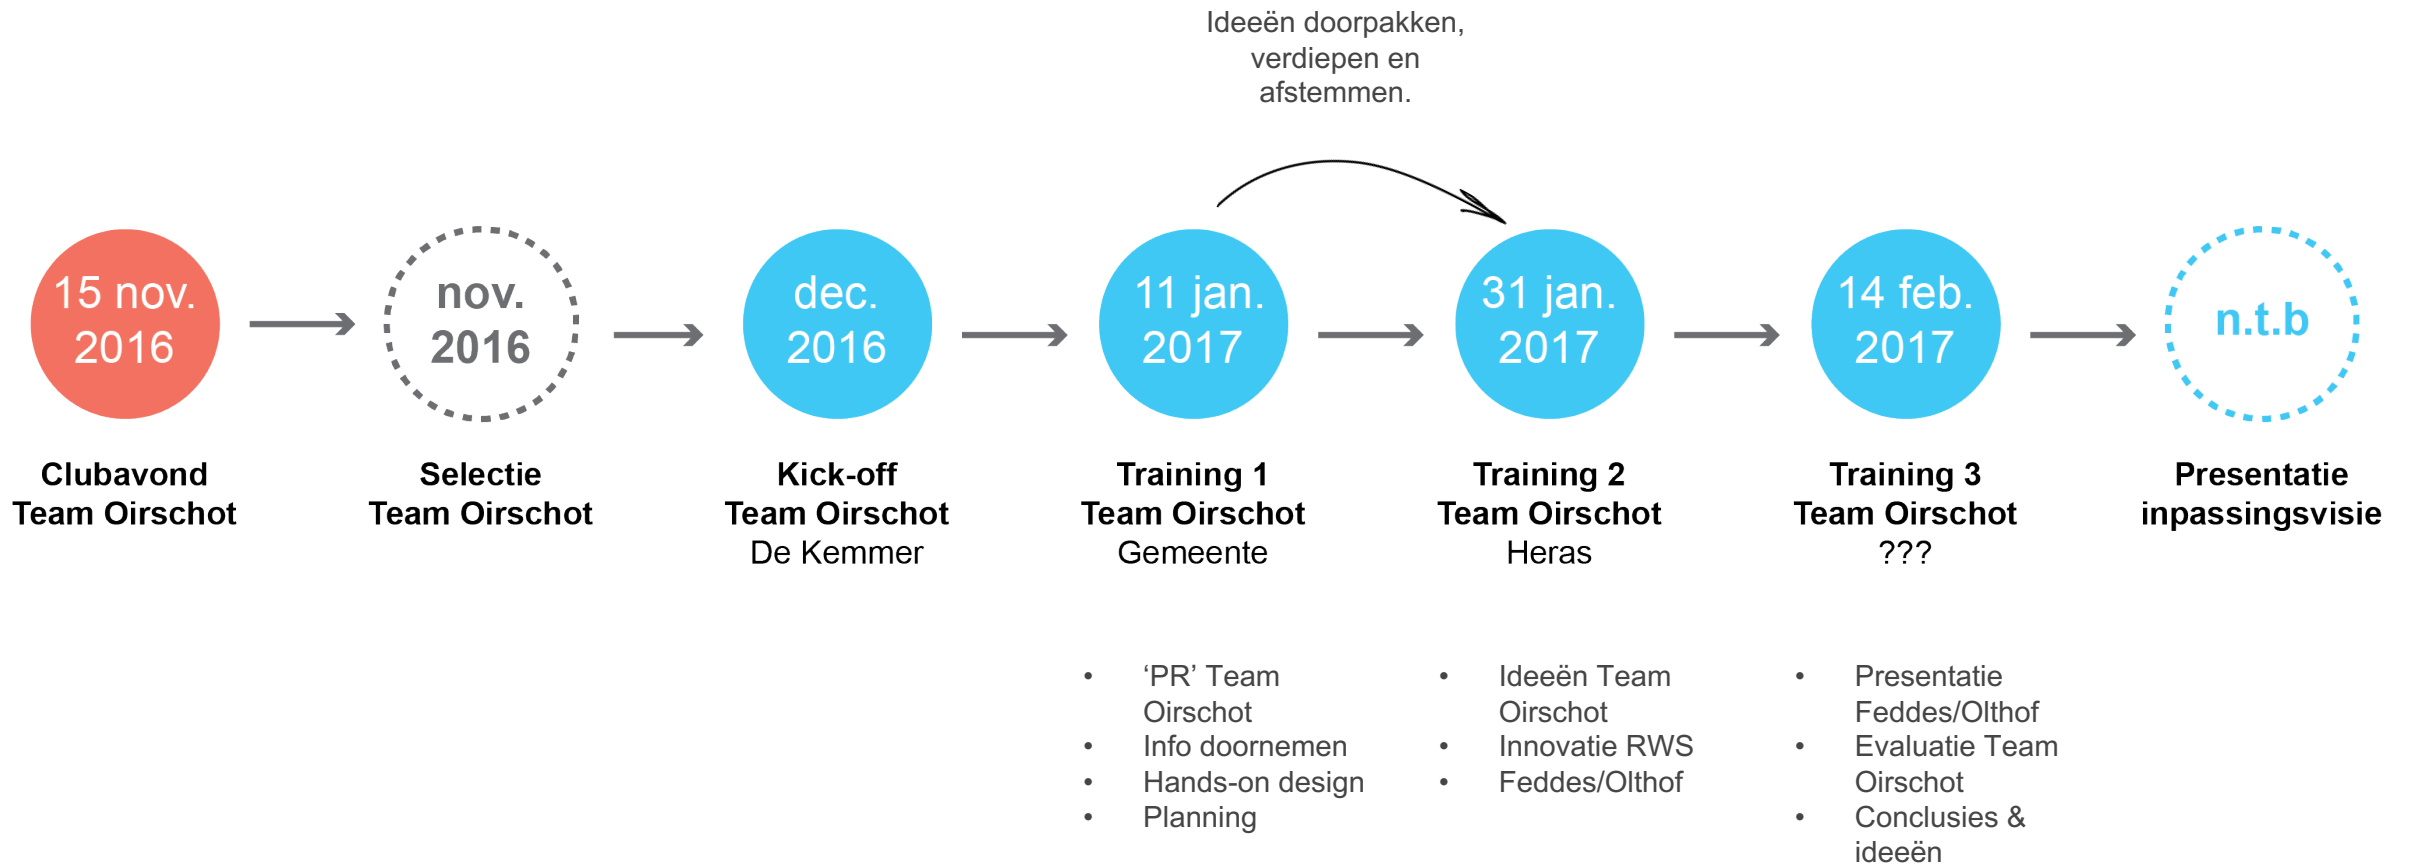 Ideeën doorpakken,
verdiepen en
afstemmen.
15 nov.
2016
nov.
2016
dec.
2016
11 jan.
2017
31 jan.
2017
14 feb.
2017
n.t.b
Clubavond
Team Oirschot
Selectie
Team Oirschot
Kick-off
Team Oirschot
De Kemmer
Training 1
Team Oirschot
Gemeente
Training 2
Team Oirschot
Heras
Training 3
Team Oirschot
???
Presentatie
inpassingsvisie
• ‘PR’ Team
Oirschot
• Info doornemen
• Hands-on design
• Planning
• Ideeën Team
Oirschot
• Innovatie RWS
• Feddes/Olthof
• Presentatie
Feddes/Olthof
• Evaluatie Team
Oirschot
• Conclusies &
ideeën